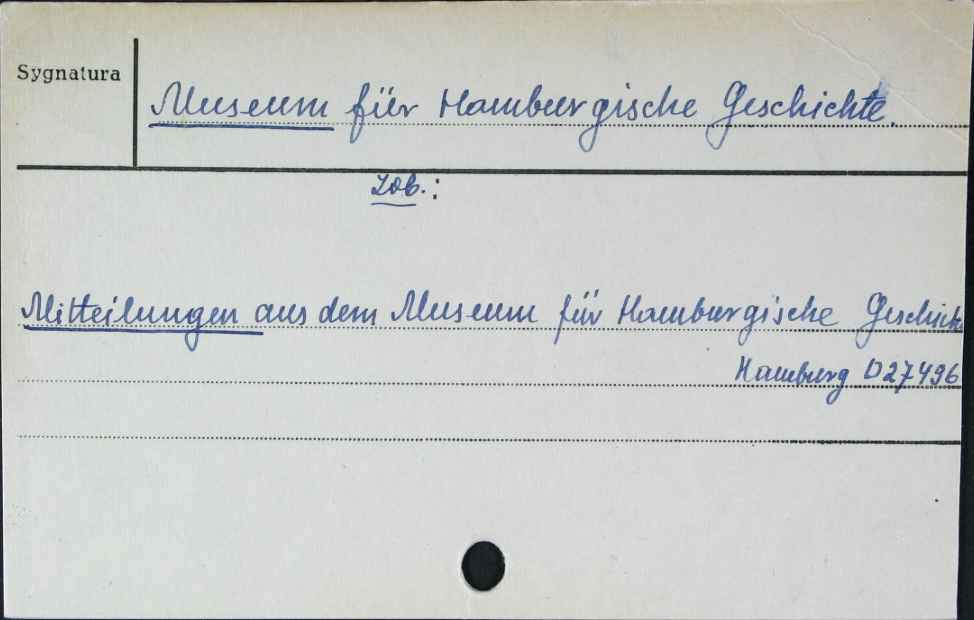 Sygnatura
Museum für Hamburgische Geschichte.
Zob.:
Mitteilungen aus dem Museum für Hamburgische Geschichte
Hamburg D27496